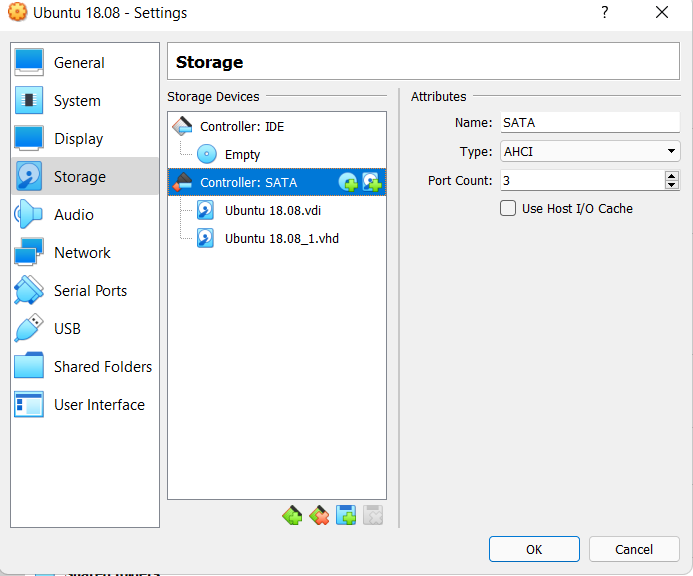 Ubuntu 18.08 - Settings
?
General
System
Display
Storage
Audio
Network
Serial Ports
USB
Shared Folders
User Interface
Storage
Storage Devices
Controller: IDE
Empty
Controller: SATA
Ubuntu 18.08.vdi
Ubuntu 18.08_1.vhd
Attributes
Name: SATA
Type: AHCI
Port Count: 3
Use Host I/O Cache
OK
Cancel
Shared folders